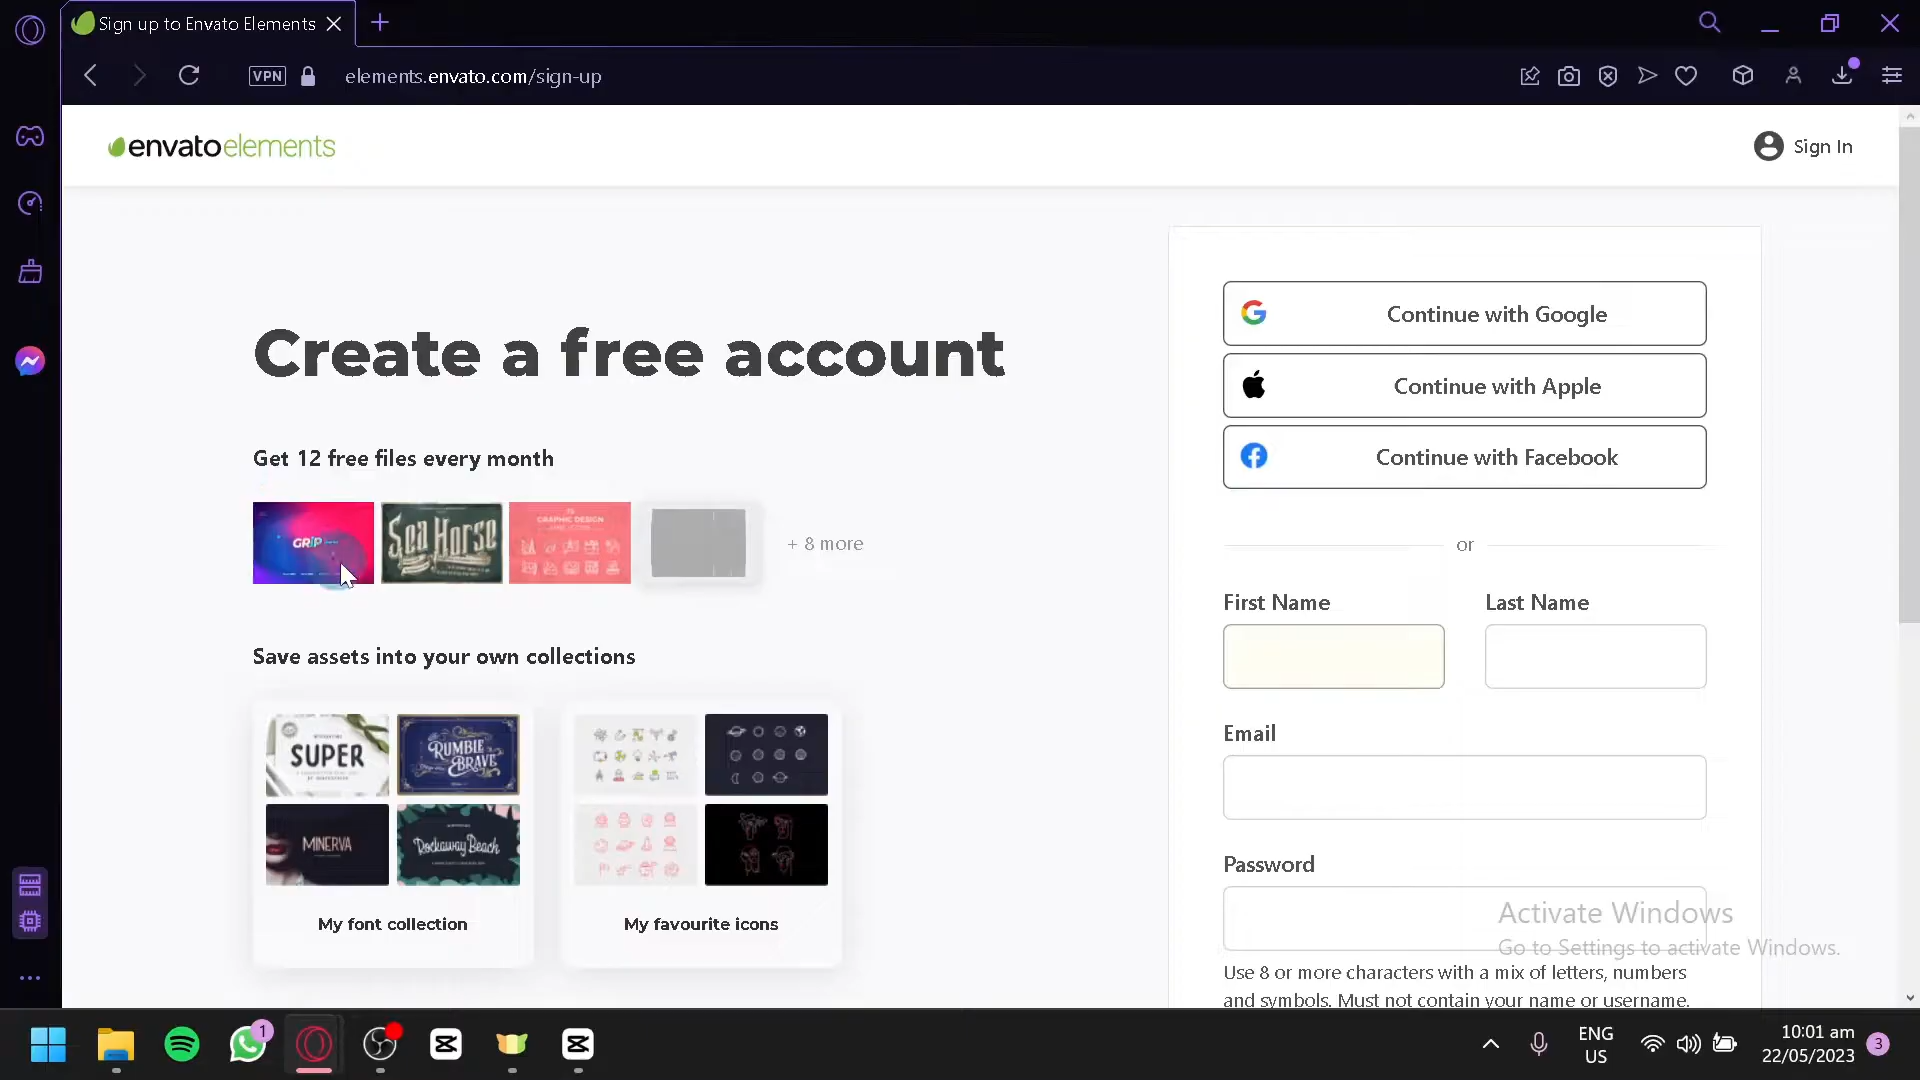 Sign up to Envato Elements
VPN
elements.envato.com/sign-up
envatoelements
Sign In
Create a free account
Get 12 free files every month
GRiP
Sea Horse
GRAPHIC DESIGN
+ 8 more
Save assets into your own collections
SUPER
RUMBLE
BRAVE
MINERVA
Rockaway Beach
My font collection
My favourite icons
Continue with Google
Continue with Apple
Continue with Facebook
or
First Name
Last Name
Email
Password
Activate Windows
Go to Settings to activate Windows.
Use 8 or more characters with a mix of letters, numbers
and symbols. Must not contain your name or username.
1
ENG
US
10:01 am
22/05/2023
3